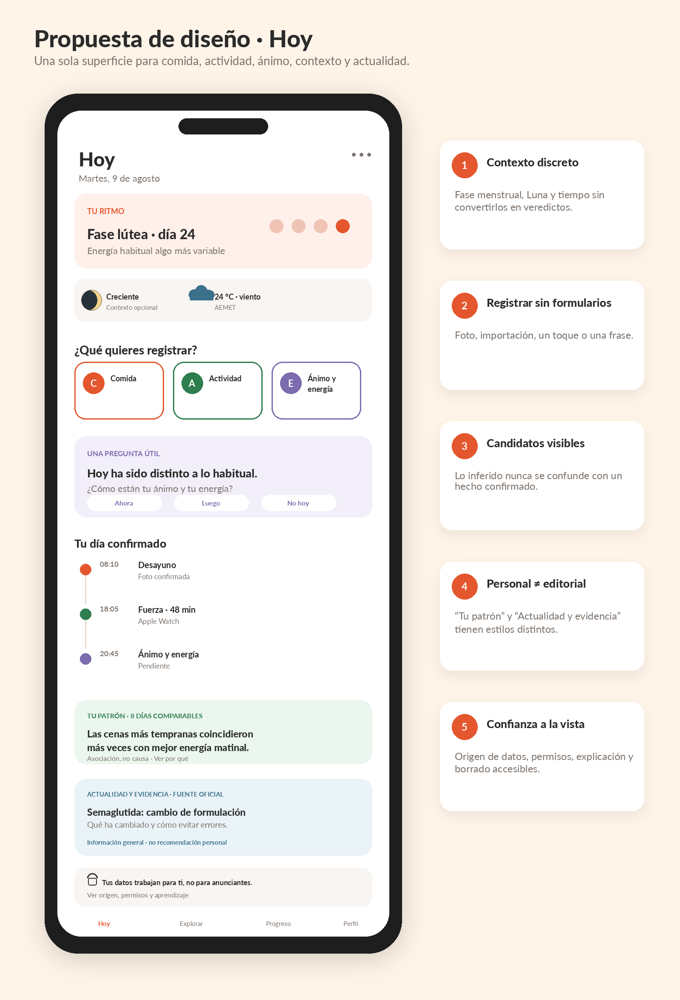 Propuesta de diseño · Hoy
Una sola superficie para comida, actividad, ánimo, contexto y actualidad.
Hoy
Martes, 9 de agosto
TU RITMO
Fase lútea · día 24
Energía habitual algo más variable
Creciente
Contexto opcional
24 °C · viento
AEMET
¿Qué quieres registrar?
C
Comida
A
Actividad
E
Ánimo y
energía
UNA PREGUNTA ÚTIL
Hoy ha sido distinto a lo habitual.
¿Cómo están tu ánimo y tu energía?
Ahora
Luego
No hoy
Tu día confirmado
08:10
Desayuno
Foto confirmada
18:05
Fuerza · 48 min
Apple Watch
20:45
Ánimo y energía
Pendiente
TU PATRÓN · 8 DÍAS COMPARABLES
Las cenas más tempranas coincidieron
más veces con mejor energía matinal.
Asociación, no causa · Ver por qué
ACTUALIDAD Y EVIDENCIA · FUENTE OFICIAL
Semaglutida: cambio de formulación
Qué ha cambiado y cómo evitar errores.
Información general · no recomendación personal
Tus datos trabajan para ti, no para anunciantes.
Ver origen, permisos y aprendizaje
Hoy
Explorar
Progreso
Perfil
1
Contexto discreto
Fase menstrual, Luna y tiempo sin
convertirlos en veredictos.
2
Registrar sin formularios
Foto, importación, un toque o una frase.
3
Candidatos visibles
Lo inferido nunca se confunde con un
hecho confirmado.
4
Personal ≠ editorial
“Tu patrón” y “Actualidad y evidencia”
tienen estilos distintos.
5
Confianza a la vista
Origen de datos, permisos, explicación y
borrado accesibles.